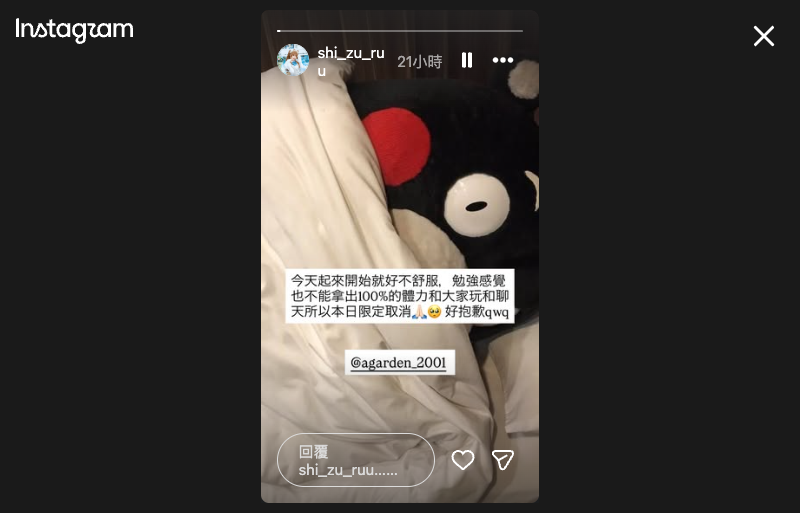 Instagram
shi_zu_ru
u
21小時
今天起來開始就好不舒服，勉強感覺
也不能拿出100%的體力和大家玩和聊
天所以本日限定取消🙏🏻🥹 好抱歉qwq
@agarden_2001
回覆
shi_zu_ruu......